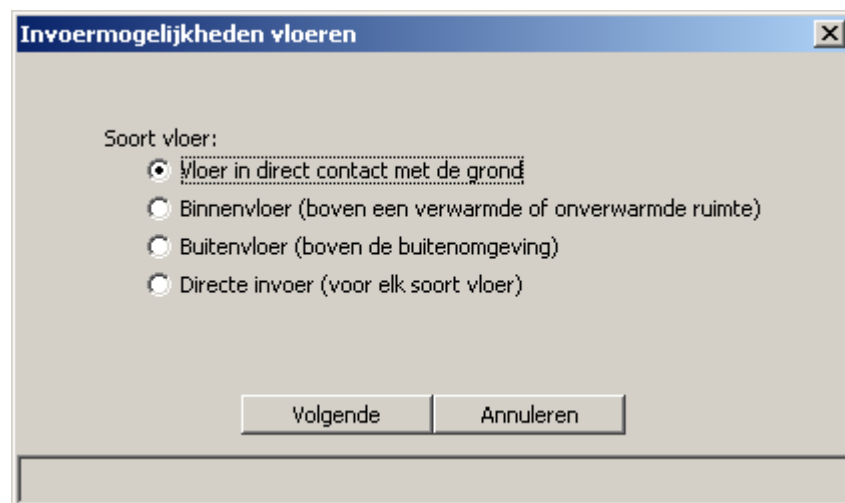 Invoermogelijkheden vloeren
Soort vloer:
Vloer in direct contact met de grond
Binnenvloer (boven een verwarmde of onverwarmde ruimte)
Buitenvloer (boven de buitenomgeving)
Directe invoer (voor elk soort vloer)
Volgende
Annuleren